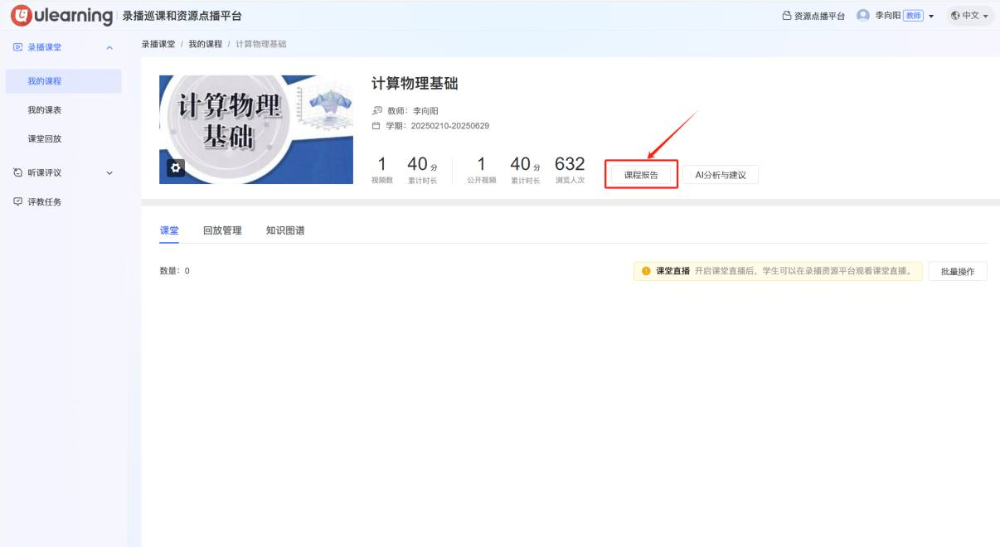 ulearning 录播巡课和资源点播平台
资源点播平台
李向阳 教师
中文
录播课堂
我的课程
我的课表
课堂回放
听课评议
评教任务
录播课堂 / 我的课程 / 计算物理基础
计算物理
基础
计算物理基础
教师：李向阳
学期：20250210-20250629
1 40分 1 40分 632
视频数 累计时长 公开视频 累计时长 浏览人次
课程报告
AI分析与建议
课堂 回放管理 知识图谱
数量：0
课堂直播 开启课堂直播后，学生可以在录播资源平台观看课堂直播。
批量操作